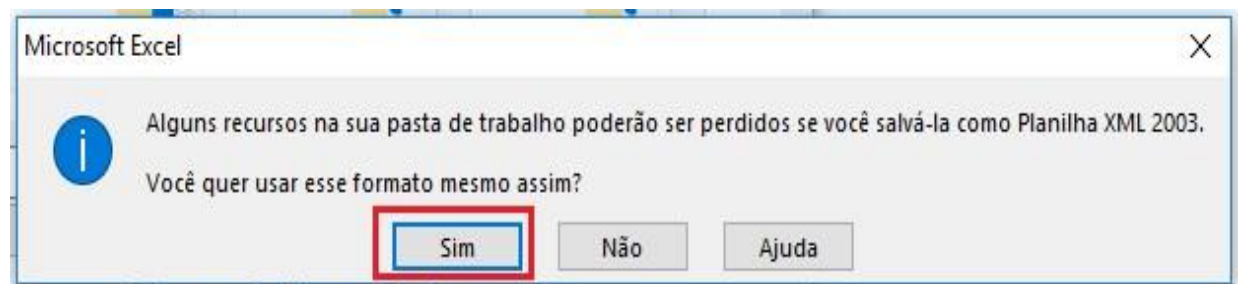 Microsoft Excel
Alguns recursos na sua pasta de trabalho poderão ser perdidos se você salvá-la como Planilha XML 2003.
Você quer usar esse formato mesmo assim?
Sim Não Ajuda